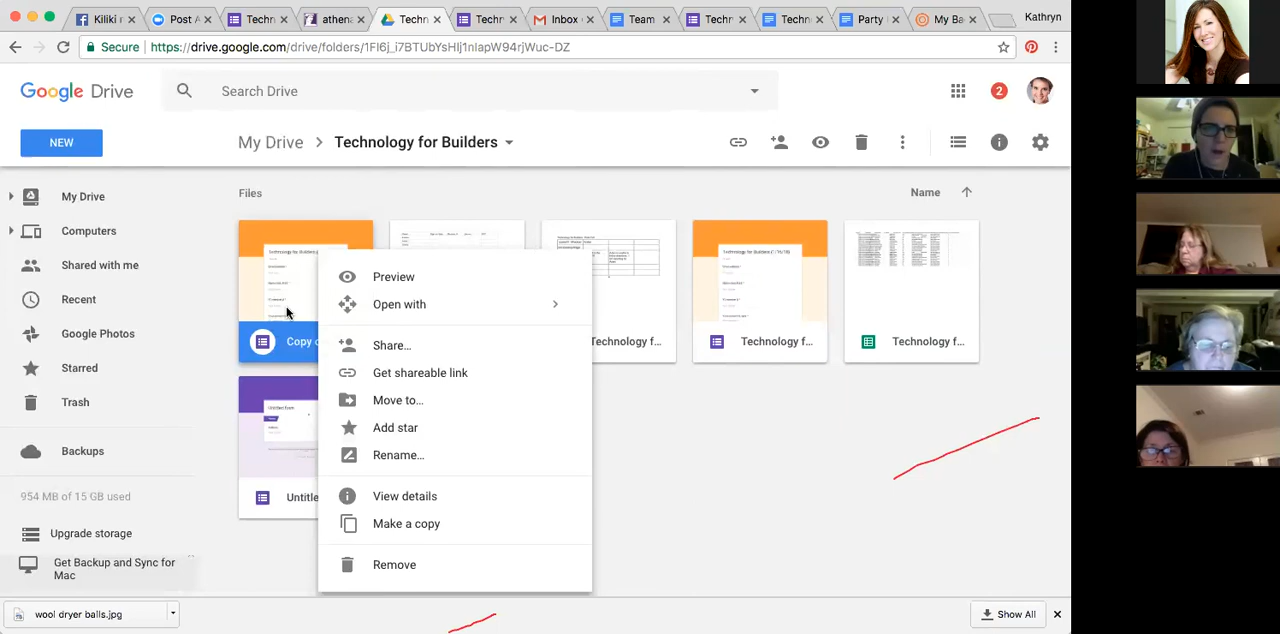 Kiliki r
Post A
Techn
athena
Techn
Techn
Inbox
Team
Techn
Techn
Party
My Ba
Kathryn
Secure
https://drive.google.com/drive/folders/1FI6j_i7BTUbYsHIj1nIapW94rjWuc-DZ
Google Drive
Search Drive
2
NEW
My Drive > Technology for Builders
Files
Name
My Drive
Computers
Shared with me
Recent
Google Photos
Starred
Trash
Backups
954 MB of 15 GB used
Upgrade storage
Get Backup and Sync for
Mac
Copy o
Technology f...
Technology f...
Technology f...
Untitle
Preview
Open with
Share...
Get shareable link
Move to...
Add star
Rename...
View details
Make a copy
Remove
wool dryer balls.jpg
Show All